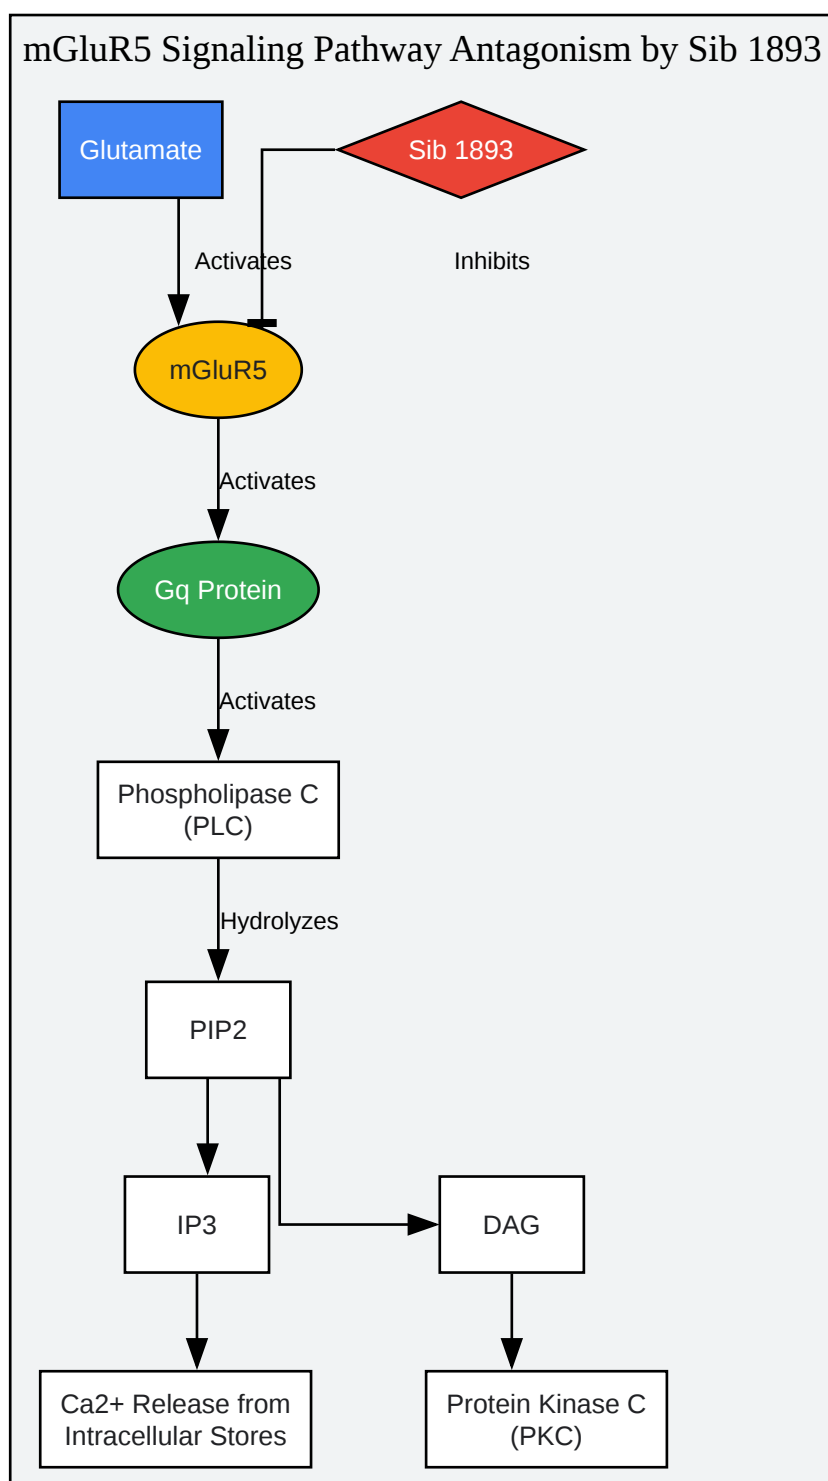 mGluR5 Signaling Pathway Antagonism by Sib 1893
Glutamate
Sib 1893
Activates
Inhibits
mGluR5
Activates
Gq Protein
Activates
Phospholipase C
(PLC)
Hydrolyzes
PIP2
IP3
DAG
Ca2+ Release from
Intracellular Stores
Protein Kinase C
(PKC)